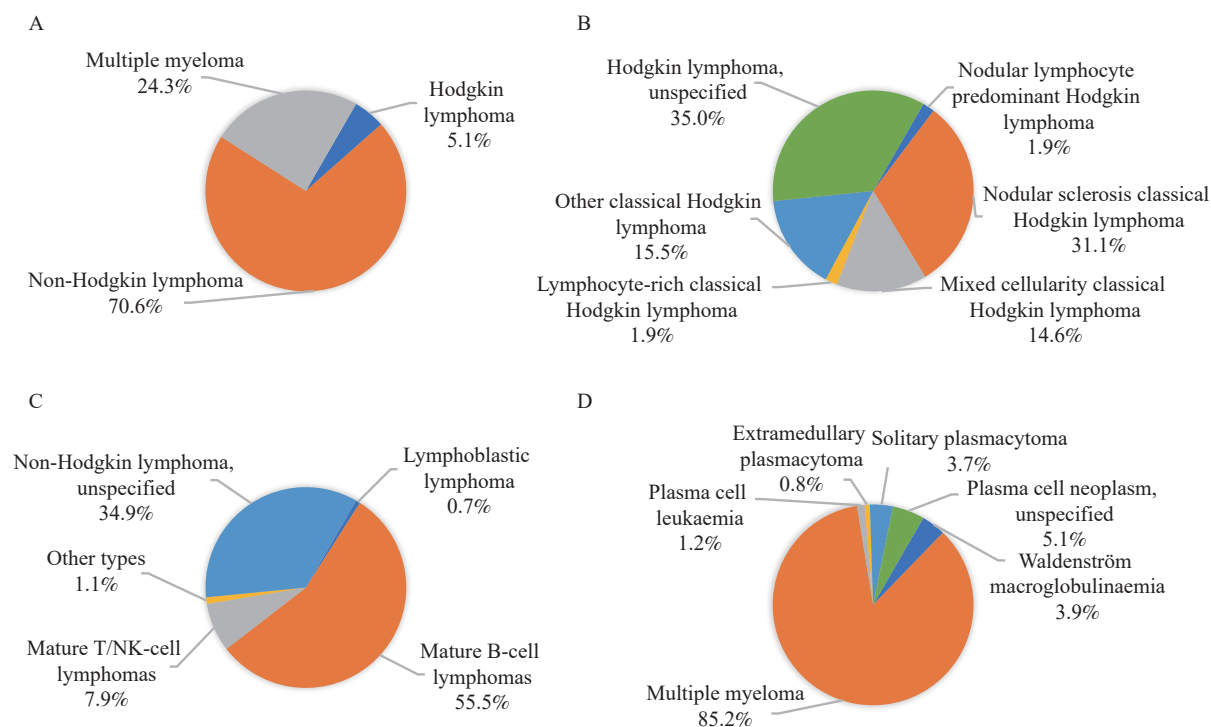 A
Multiple myeloma
24.3%
Hodgkin
lymphoma
5.1%
Non-Hodgkin lymphoma
70.6%
B
Hodgkin lymphoma,
unspecified
35.0%
Nodular lymphocyte
predominant Hodgkin
lymphoma
1.9%
Other classical Hodgkin
lymphoma
15.5%
Nodular sclerosis classical
Hodgkin lymphoma
31.1%
Lymphocyte-rich classical
Hodgkin lymphoma
1.9%
Mixed cellularity classical
Hodgkin lymphoma
14.6%
C
Non-Hodgkin lymphoma,
unspecified
34.9%
Lymphoblastic
lymphoma
0.7%
Other types
1.1%
Mature T/NK-cell
lymphomas
7.9%
Mature B-cell
lymphomas
55.5%
D
Extramedullary
plasmacytoma
0.8%
Solitary plasmacytoma
3.7%
Plasma cell
leukaemia
1.2%
Plasma cell neoplasm,
unspecified
5.1%
Waldenström
macroglobulinaemia
3.9%
Multiple myeloma
85.2%